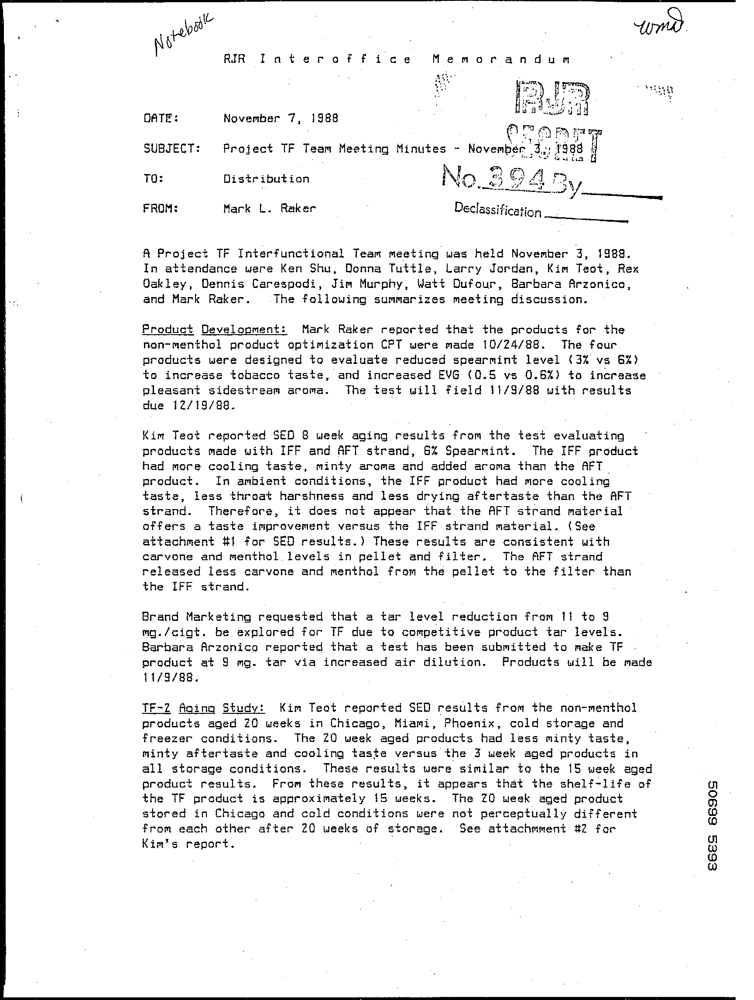 Notebook
wmd
RJR Interoffice Memorandum
RJR
SECRET
DATE: November 7, 1988
SUBJECT: Project TF Team Meeting Minutes - November 3, 1988
No. 394 By
TO: Distribution
FROM: Mark L. Raker
Declassification
A Project TF Interfunctional Team meeting was held November 3, 1988.
In attendance were Ken Shu, Donna Tuttle, Larry Jordan, Kim Teot, Rex
Oakley, Dennis Carespodi, Jim Murphy, Watt Dufour, Barbara Arzonico,
and Mark Raker. The following summarizes meeting discussion.
Product Development: Mark Raker reported that the products for the
non-menthol product optimization CPT were made 10/24/88. The four
products were designed to evaluate reduced spearmint level (3% vs 6%)
to increase tobacco taste, and increased EVG (0.5 vs 0.6%) to increase
pleasant sidestream aroma. The test will field 11/9/88 with results
due 12/19/88.
Kim Teot reported SED 8 week aging results from the test evaluating
products made with IFF and AFT strand, 6% Spearmint. The IFF product
had more cooling taste, minty aroma and added aroma than the AFT
product. In ambient conditions, the IFF product had more cooling
taste, less throat harshness and less drying aftertaste than the AFT
strand. Therefore, it does not appear that the AFT strand material
offers a taste improvement versus the IFF strand material. (See
attachment #1 for SED results.) These results are consistent with
carvone and menthol levels in pellet and filter. The AFT strand
released less carvone and menthol from the pellet to the filter than
the IFF strand.
Brand Marketing requested that a tar level reduction from 11 to 9
mg./cigt. be explored for TF due to competitive product tar levels.
Barbara Arzonico reported that a test has been submitted to make TF
product at 9 mg. tar via increased air dilution. Products will be made
11/9/88.
TF-2 Aging Study: Kim Teot reported SED results from the non-menthol
products aged 20 weeks in Chicago, Miami, Phoenix, cold storage and
freezer conditions. The 20 week aged products had less minty taste,
minty aftertaste and cooling taste versus the 3 week aged products in
all storage conditions. These results were similar to the 15 week aged
product results. From these results, it appears that the shelf-life of
the TF product is approximately 15 weeks. The 20 week aged product
stored in Chicago and cold conditions were not perceptually different
from each other after 20 weeks of storage. See attachmment #2 for
Kim's report.
50699 5393